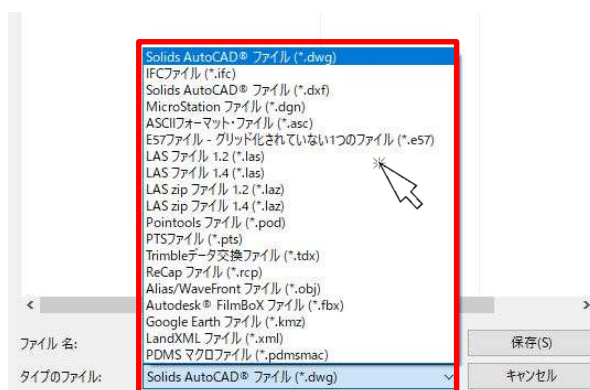 Solids AutoCAD® ファイル (*.dwg)
IFCファイル (*.ifc)
Solids AutoCAD® ファイル (*.dxf)
MicroStation ファイル (*.dgn)
ASCIIフォーマット・ファイル (*.asc)
E57ファイル - グリッド化されていない1つのファイル (*.e57)
LAS ファイル 1.2 (*.las)
LAS ファイル 1.4 (*.las)
LAS zip ファイル 1.2 (*.laz)
LAS zip ファイル 1.4 (*.laz)
Pointools ファイル (*.pod)
PTSファイル (*.pts)
Trimbleデータ交換ファイル (*.tdx)
ReCap ファイル (*.rcp)
Alias/WaveFront ファイル (*.obj)
Autodesk® FilmBoX ファイル (*.fbx)
Google Earth ファイル (*.kmz)
LandXML ファイル (*.xml)
PDMS マクロファイル (*.pdmsmac)
ファイル 名: 保存(S)
タイプのファイル: Solids AutoCAD® ファイル (*.dwg) キャンセル